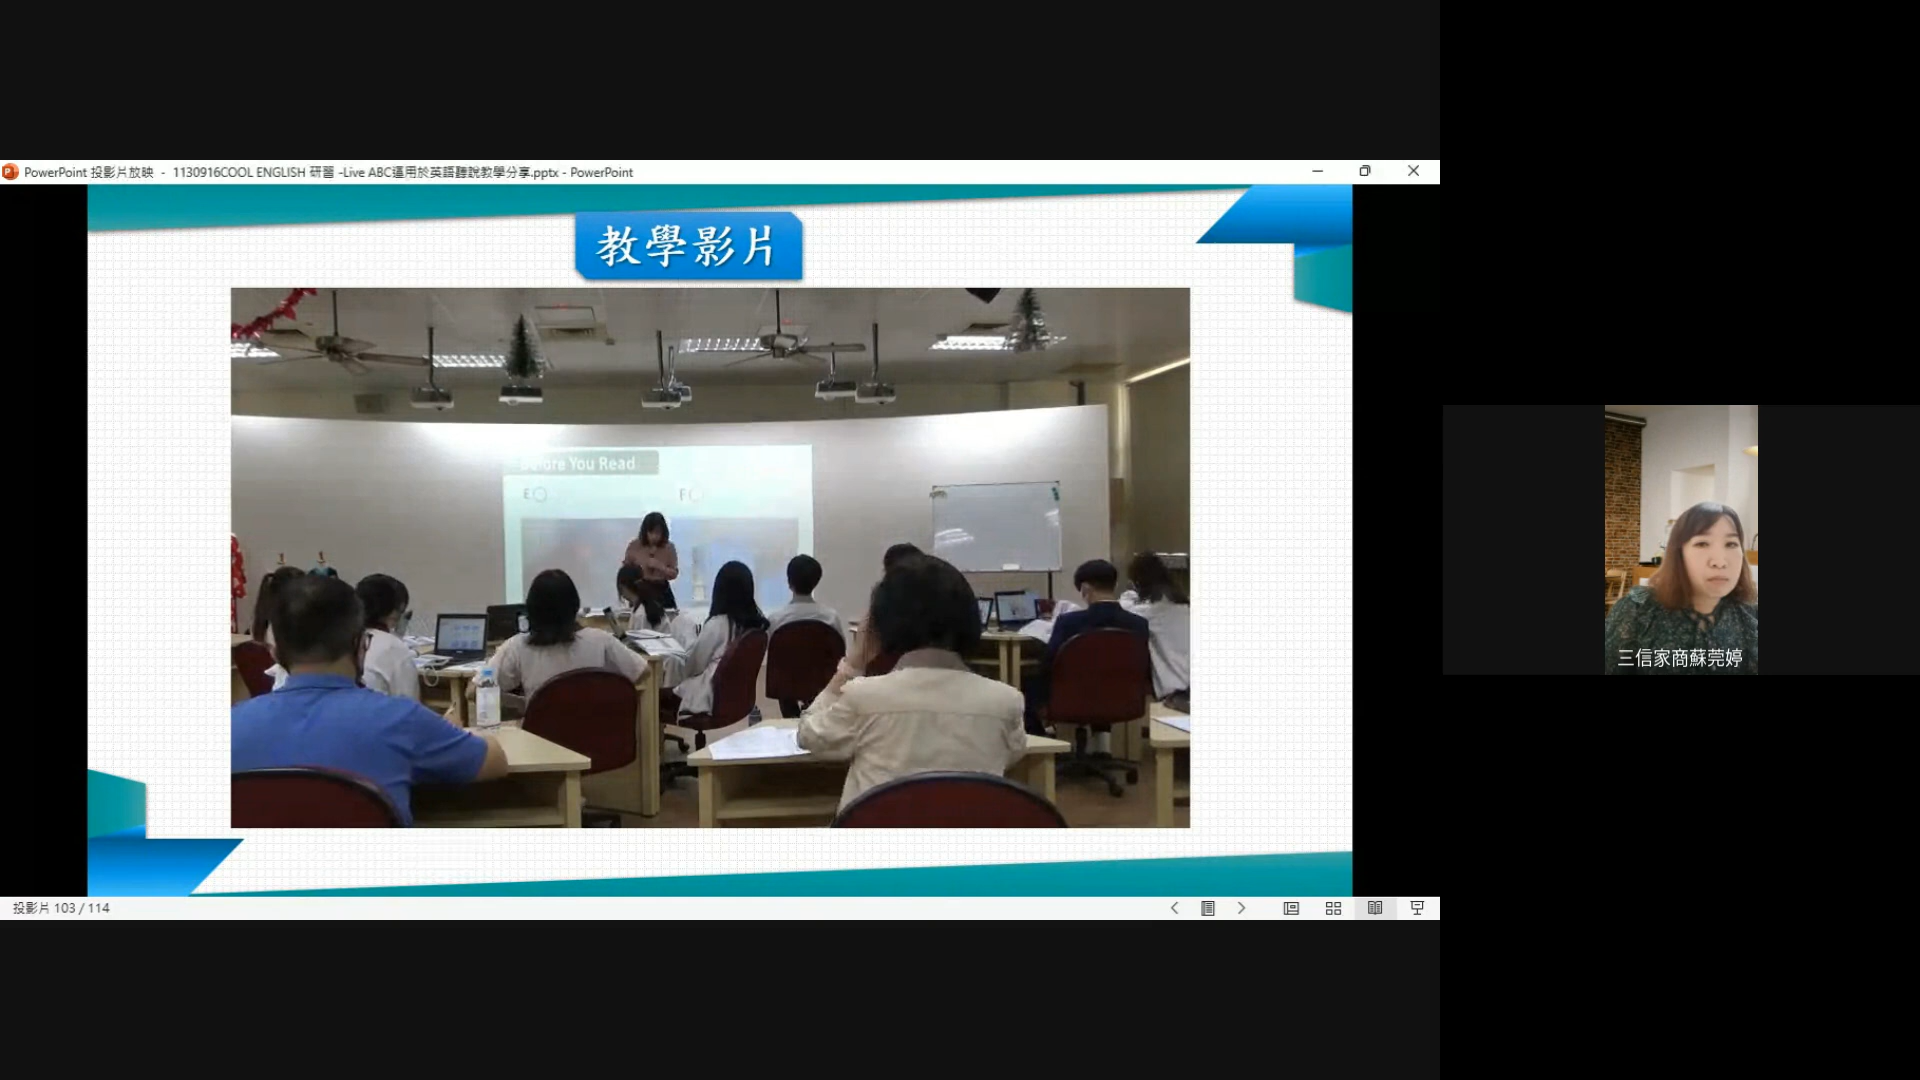 PowerPoint 投影片放映 - 1130916COOL ENGLISH 研習 -Live ABC運用於英語聽說教學分享.pptx - PowerPoint
教學影片
Before You Read
E
F
三信家商蘇莞婷
投影片 103 / 114